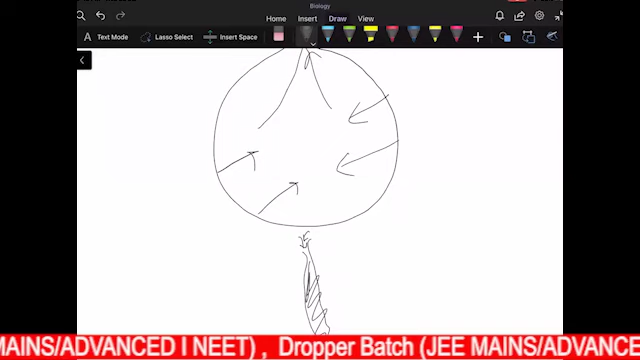 Biology
Home Insert Draw View
A Text Mode Lasso Select Insert Space
MAINS/ADVANCED I NEET) , Dropper Batch (JEE MAINS/ADVANCE